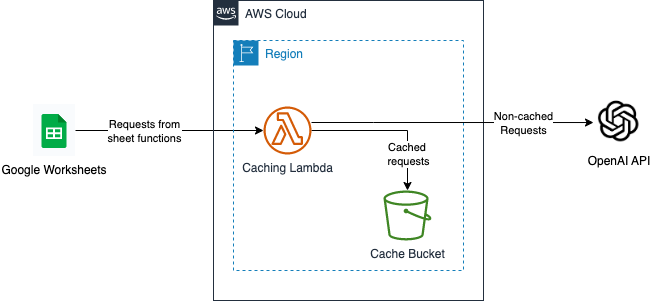 aws
AWS Cloud
Region
Requests from
sheet functions
Non-cached
Requests
Cached
requests
Google Worksheets
Caching Lambda
OpenAI API
Cache Bucket